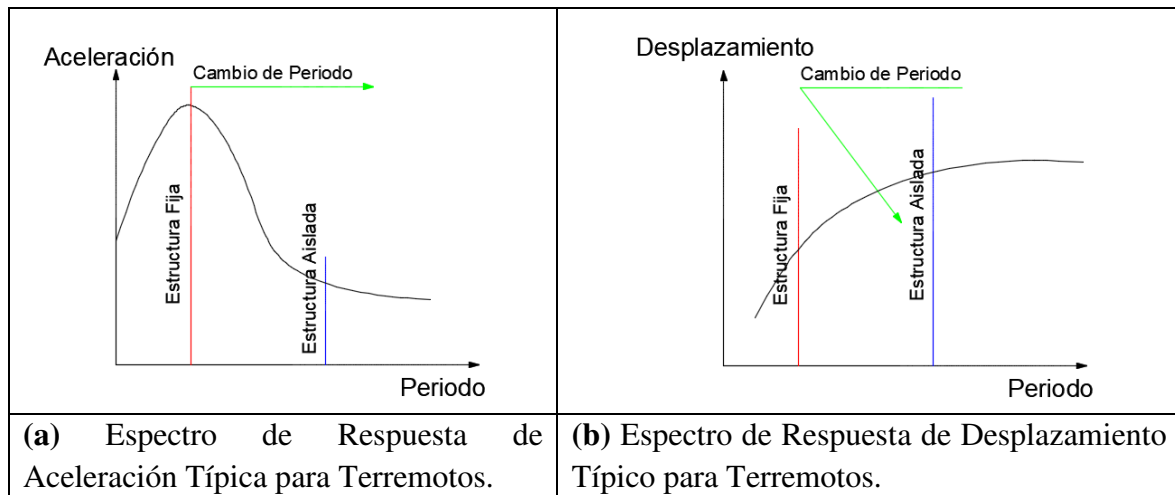 Aceleración
Cambio de Periodo
Estructura Fija
Estructura Aislada
Periodo
(a) Espectro de Respuesta de
Aceleración Típica para Terremotos.
Desplazamiento
Cambio de Periodo
Estructura Fija
Estructura Aislada
Periodo
(b) Espectro de Respuesta de Desplazamiento
Típico para Terremotos.